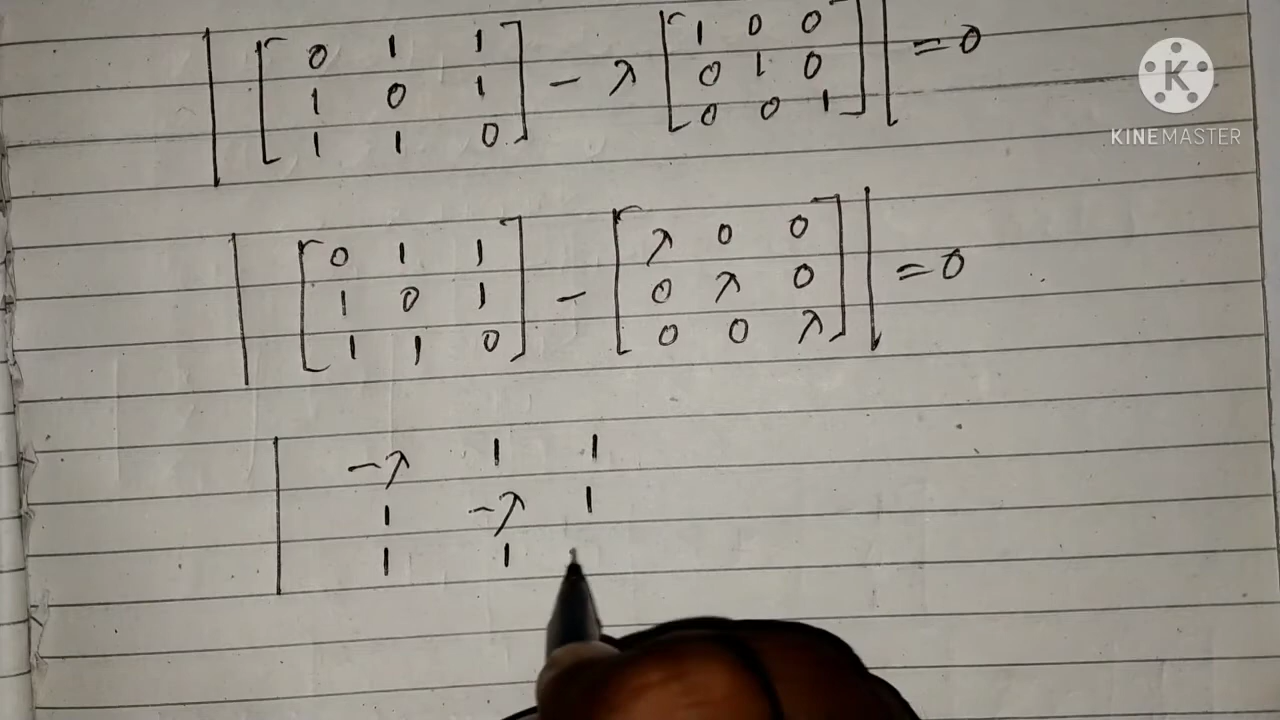 | [ 0 1 1 ] - λ [ 1 0 0 ] | = 0
1 0 1 0 1 0
1 1 0 0 0 1
K
KINEMASTER
| [ 0 1 1 ] - [ λ 0 0 ] | = 0
1 0 1 0 λ 0
1 1 0 0 0 λ
| -λ 1 1
1 -λ 1
1 1